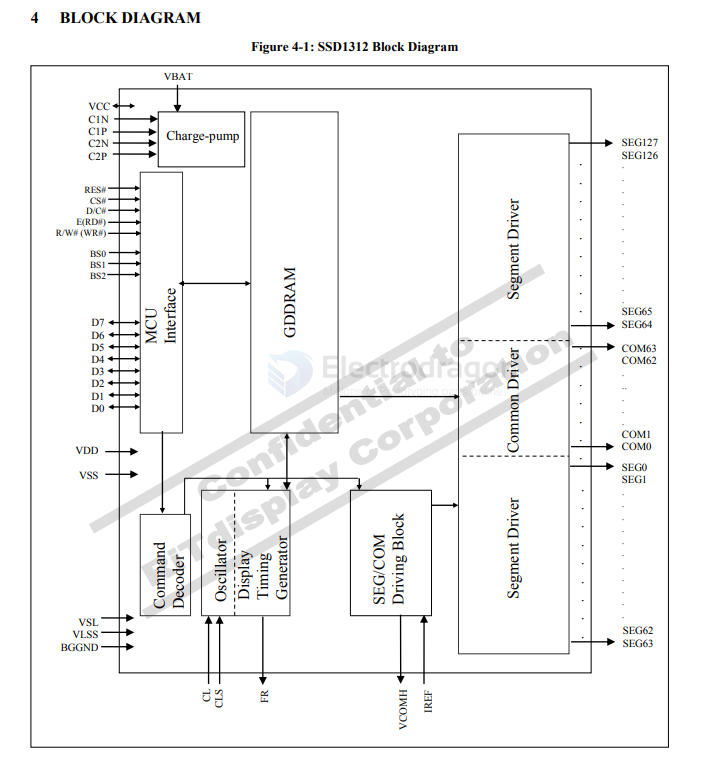 4 BLOCK DIAGRAM
Figure 4-1: SSD1312 Block Diagram
VBAT
VCC
C1N
C1P
C2N
C2P
Charge-pump
RES#
CS#
D/C#
E(RD#)
R/W# (WR#)
BS0
BS1
BS2
D7
D6
D5
D4
D3
D2
D1
D0
MCU
Interface
GDDRAM
Segment Driver
Common Driver
Segment Driver
SEG127
SEG126
SEG65
SEG64
COM63
COM62
COM1
COM0
SEG0
SEG1
SEG62
SEG63
VDD
VSS
Command
Decoder
Oscillator
Display
Timing
Generator
SEG/COM
Driving Block
VSL
VLSS
BGGND
CL
CLS
FR
VCOMH
IREF
Electrodragon
Confidential to
display Corporation